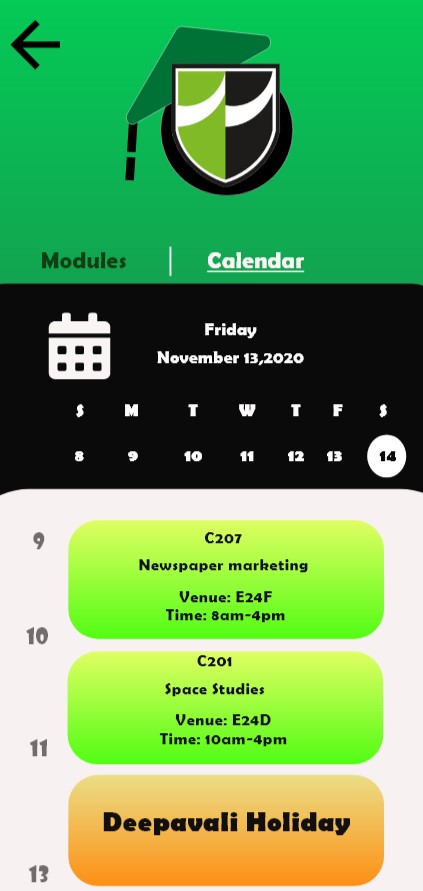 Modules Calendar
Friday
November 13,2020
S M T W T F S
8 9 10 11 12 13 14
9
C207
Newspaper marketing
Venue: E24F
Time: 8am-4pm
10
C201
Space Studies
Venue: E24D
Time: 10am-4pm
11
Deepavali Holiday
13